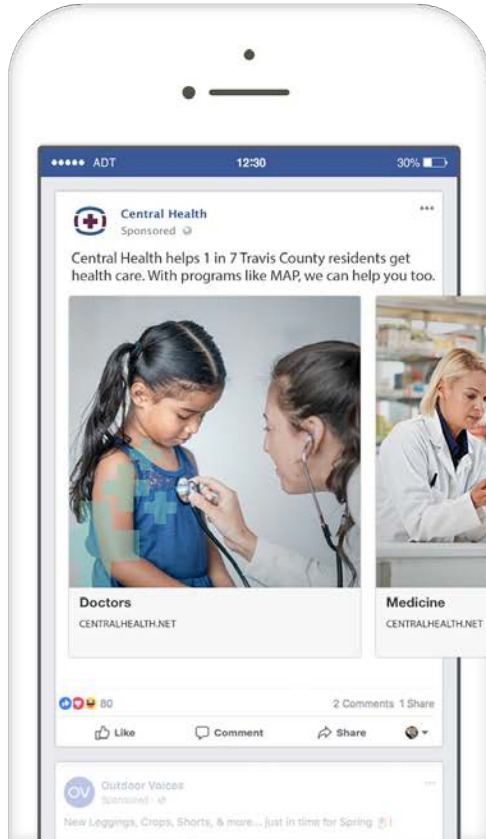 ADT 12:30 30%
Central Health
Sponsored
Central Health helps 1 in 7 Travis County residents get
health care. With programs like MAP, we can help you too.
Doctors
CENTRALHEALTH.NET
Medicine
CENTRALHEALTH.NET
80 2 Comments 1 Share
Like Comment Share
OV Outdoor Voices
Sponsored
New Leggings, Crops, Shorts, & more... just in time for Spring !